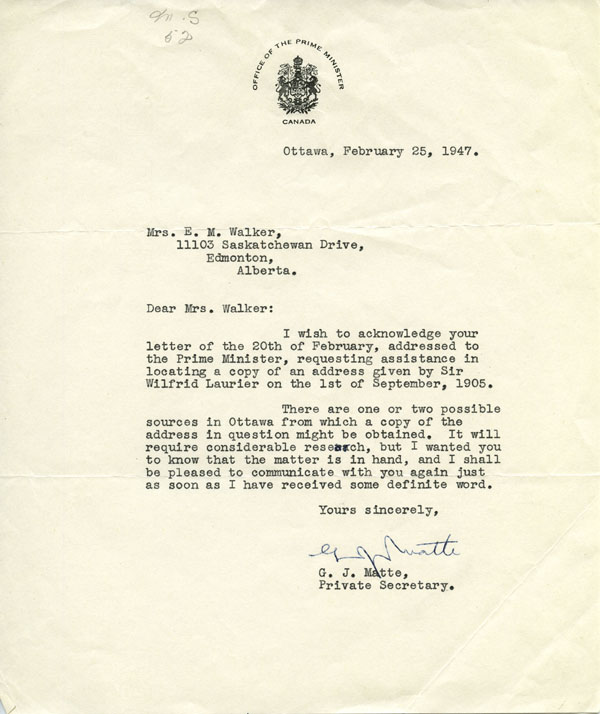 52
OFFICE OF THE PRIME MINISTER
CANADA
Ottawa, February 25, 1947.
Mrs. E. M. Walker,
11103 Saskatchewan Drive,
Edmonton,
Alberta.
Dear Mrs. Walker:
I wish to acknowledge your
letter of the 20th of February, addressed to
the Prime Minister, requesting assistance in
locating a copy of an address given by Sir
Wilfrid Laurier on the 1st of September, 1905.
There are one or two possible
sources in Ottawa from which a copy of the
address in question might be obtained. It will
require considerable research, but I wanted you
to know that the matter is in hand, and I shall
be pleased to communicate with you again just
as soon as I have received some definite word.
Yours sincerely,
G J Matte
G. J. Matte,
Private Secretary.